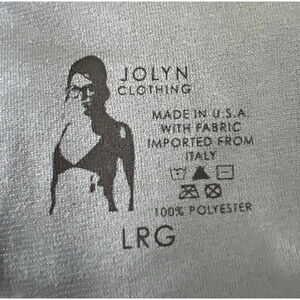 JOLYN
CLOTHING
MADE IN U.S.A.
WITH FABRIC
IMPORTED FROM
ITALY
100% POLYESTER
LRG